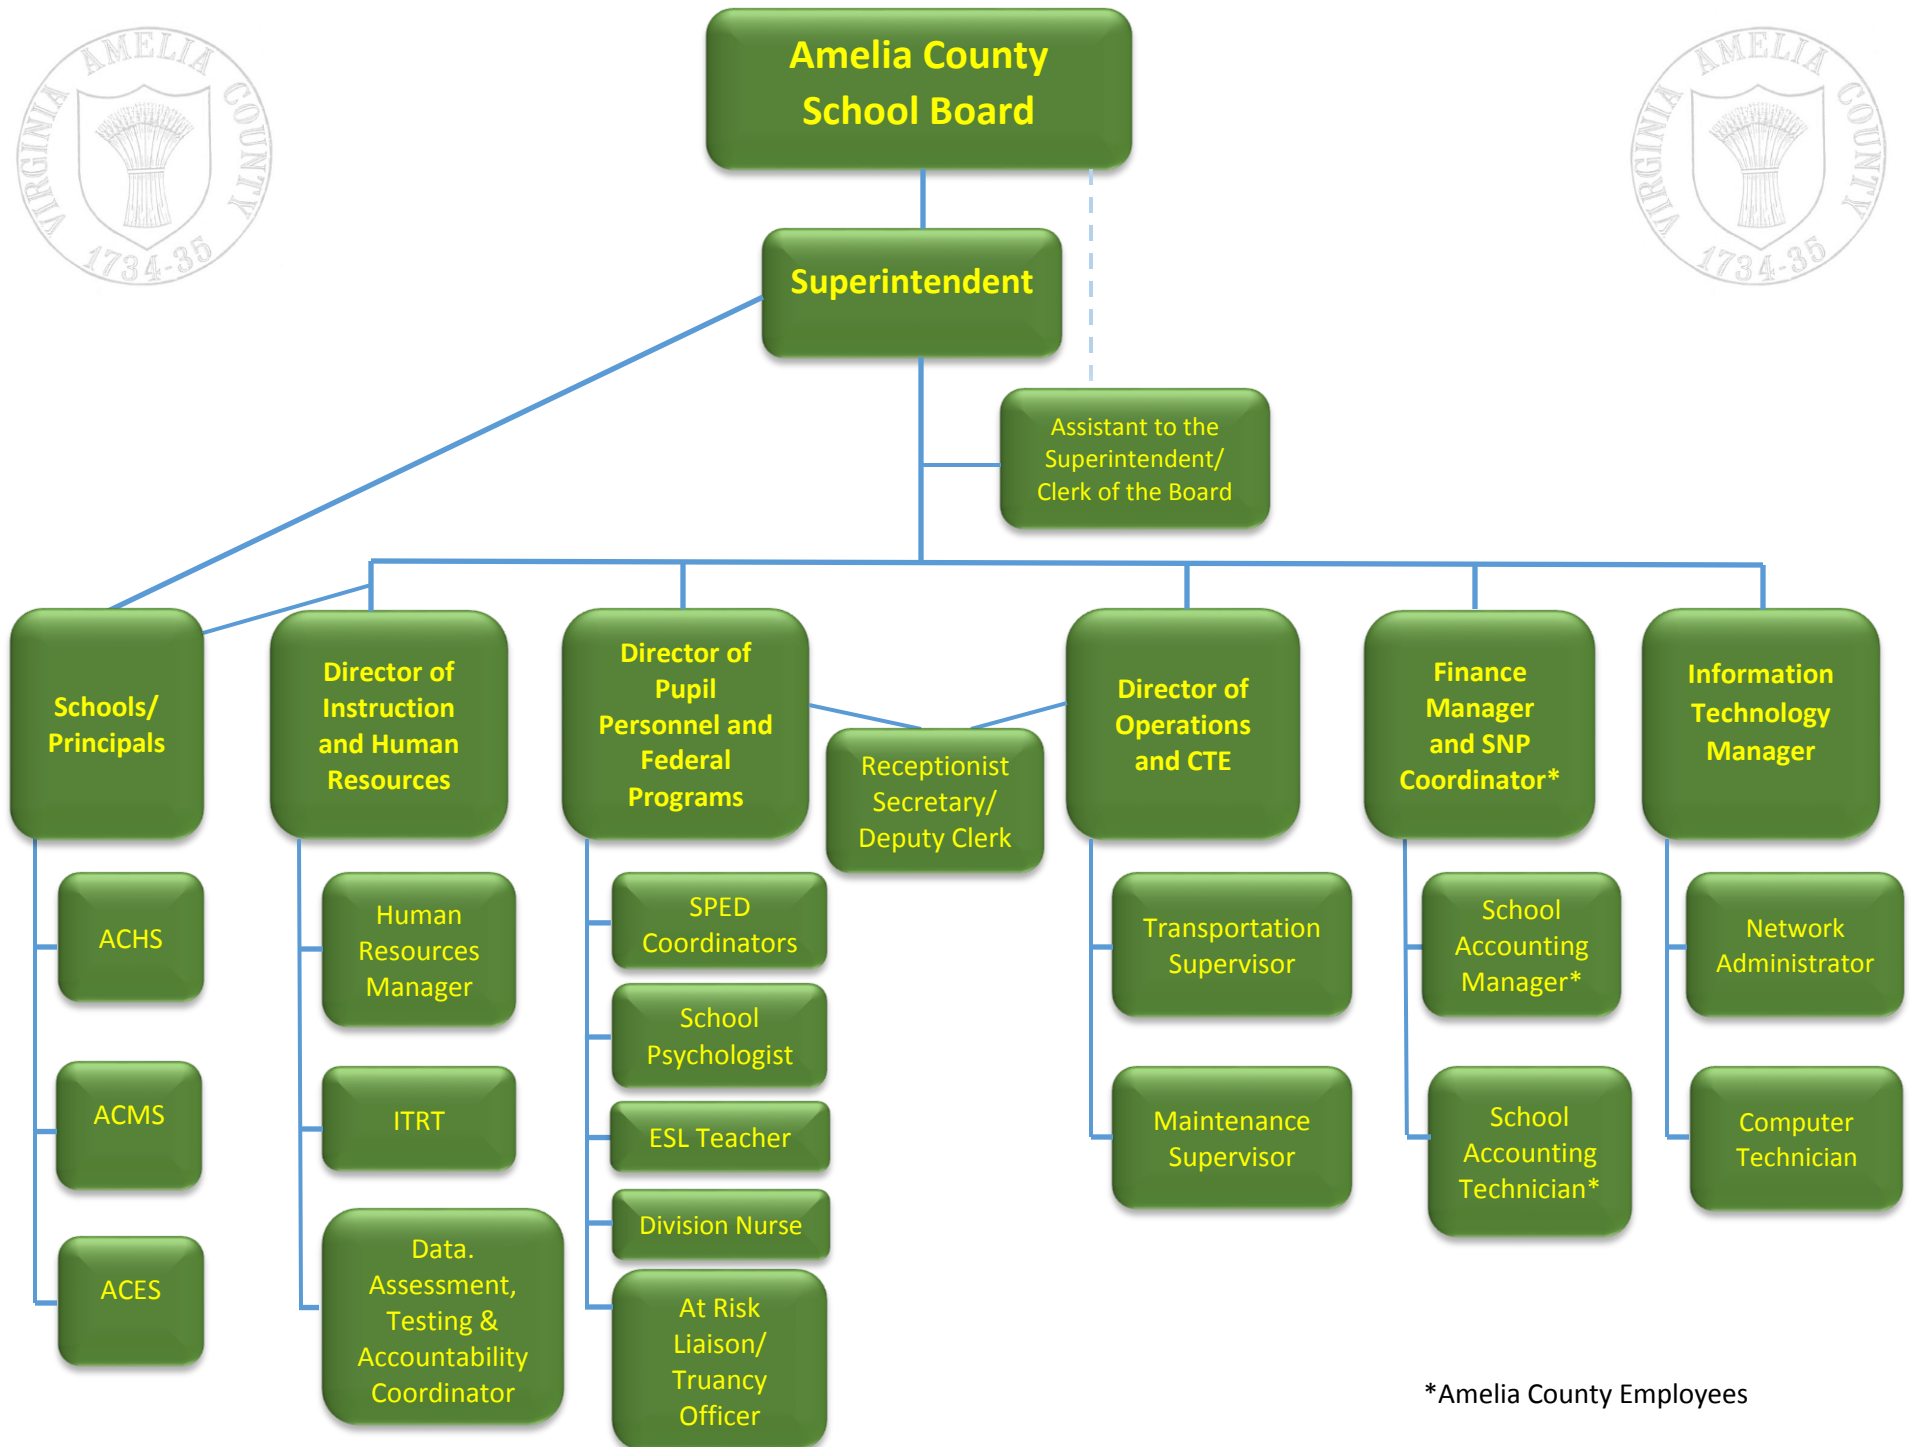 VIRGINIA AMELIA COUNTY
1734-35
Amelia County
School Board
VIRGINIA AMELIA COUNTY
1734-35
Superintendent
Assistant to the
Superintendent/
Clerk of the Board
Schools/
Principals
Director of
Instruction
and Human
Resources
Director of
Pupil
Personnel and
Federal
Programs
Receptionist
Secretary/
Deputy Clerk
Director of
Operations
and CTE
Finance
Manager
and SNP
Coordinator*
Information
Technology
Manager
ACHS
ACMS
ACES
Human
Resources
Manager
ITRT
Data.
Assessment,
Testing &
Accountability
Coordinator
SPED
Coordinators
School
Psychologist
ESL Teacher
Division Nurse
At Risk
Liaison/
Truancy
Officer
Transportation
Supervisor
Maintenance
Supervisor
School
Accounting
Manager*
School
Accounting
Technician*
Network
Administrator
Computer
Technician
*Amelia County Employees